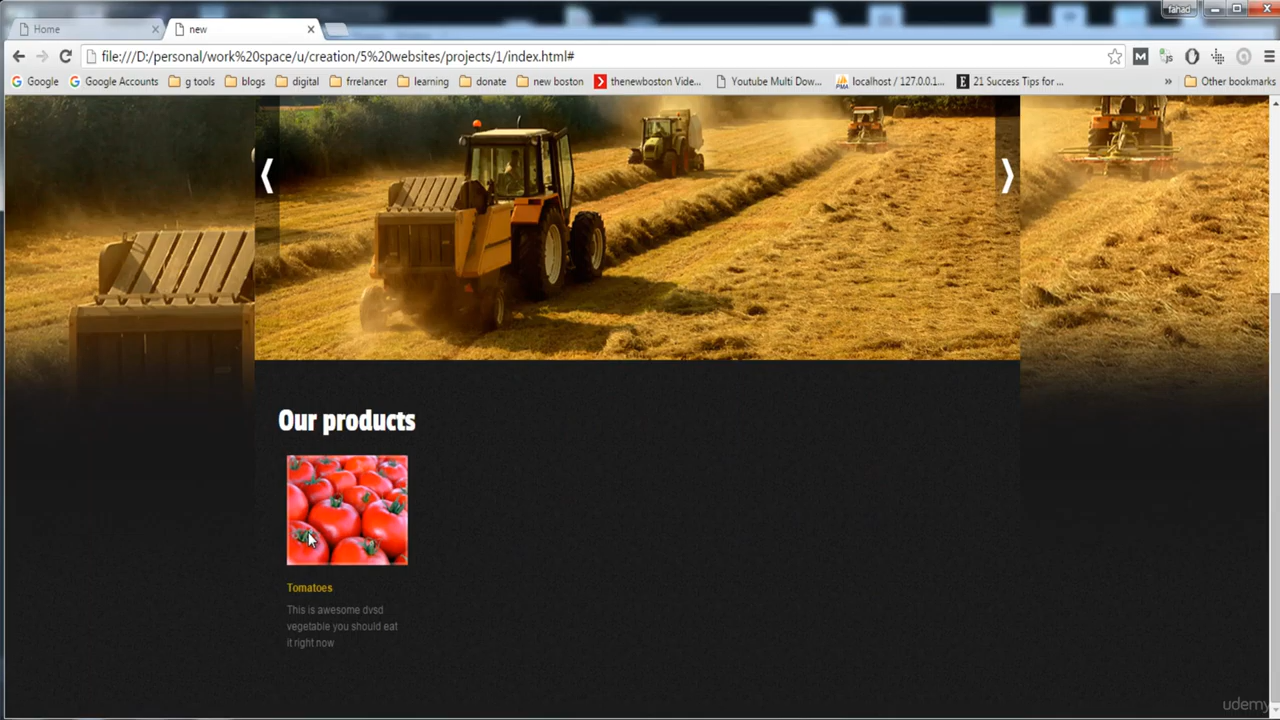 fahad
Home
new
file:///D:/personal/work%20space/u/creation/5%20websites/projects/1/index.html#
Google
Google Accounts
g tools
blogs
digital
frrelancer
learning
donate
new boston
thenewboston Vide...
Youtube Multi Dow...
localhost / 127.0.0.1...
21 Success Tips for ...
»
Other bookmarks
Our products
Tomatoes
This is awesome dvsd
vegetable you should eat
it right now
udemy